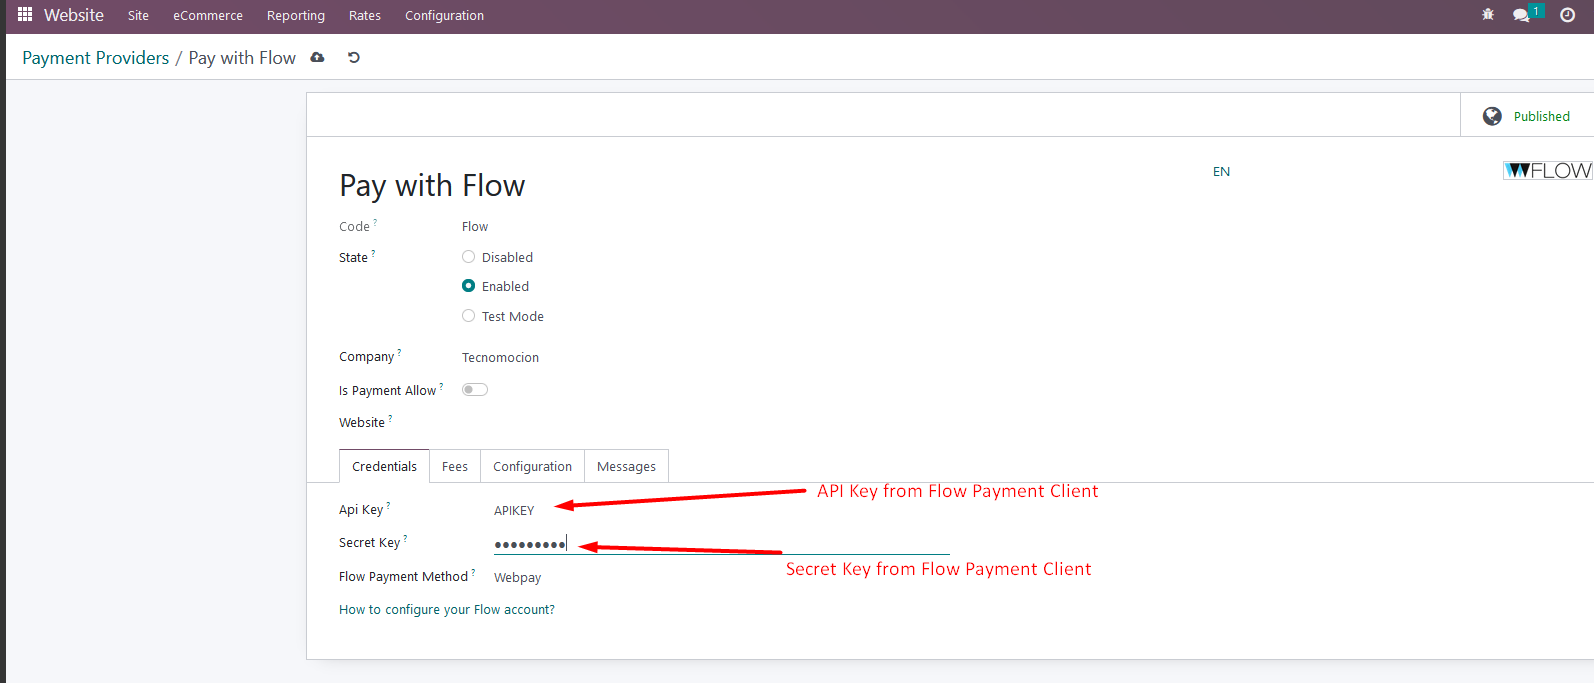 Website Site eCommerce Reporting Rates Configuration 1
Payment Providers / Pay with Flow
Published
Pay with Flow EN FLOW
Code ? Flow
State ? Disabled
Enabled
Test Mode
Company ? Tecnomocion
Is Payment Allow ?
Website ?
Credentials Fees Configuration Messages
API Key from Flow Payment Client
Api Key ? APIKEY
Secret Key ? •••••••••
Secret Key from Flow Payment Client
Flow Payment Method ? Webpay
How to configure your Flow account?